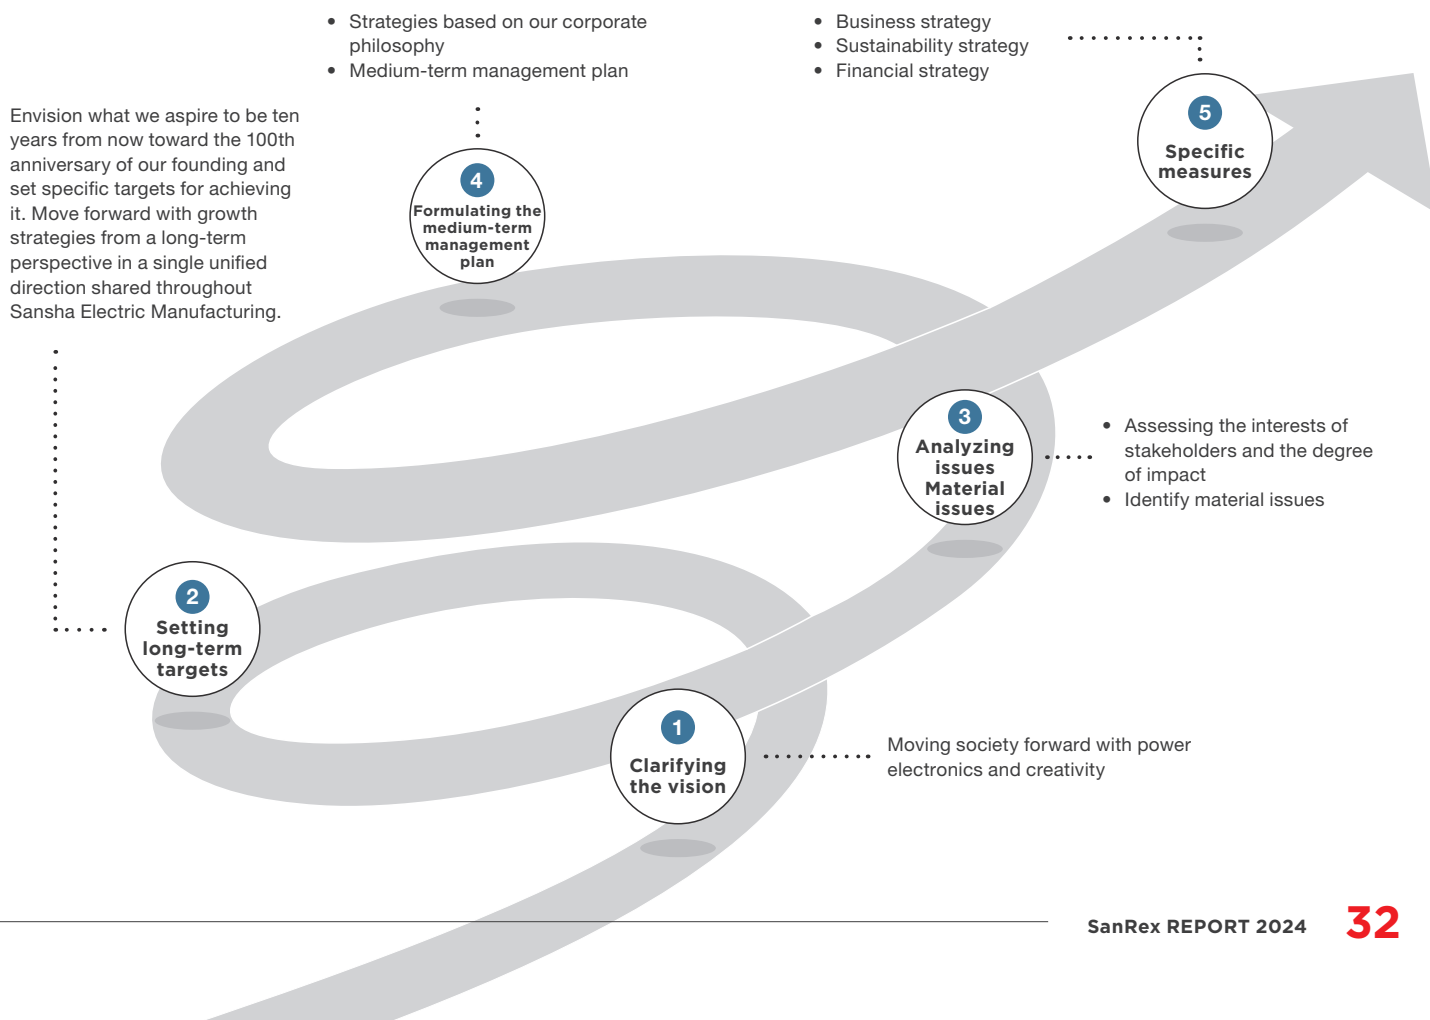 • Strategies based on our corporate
philosophy
• Medium-term management plan
• Business strategy
• Sustainability strategy
• Financial strategy
Envision what we aspire to be ten
years from now toward the 100th
anniversary of our founding and
set specific targets for achieving
it. Move forward with growth
strategies from a long-term
perspective in a single unified
direction shared throughout
Sansha Electric Manufacturing.
5
Specific
measures
4
Formulating the
medium-term
management
plan
3
Analyzing
issues
Material
issues
• Assessing the interests of
stakeholders and the degree
of impact
• Identify material issues
2
Setting
long-term
targets
1
Clarifying
the vision
Moving society forward with power
electronics and creativity
SanRex REPORT 2024 32